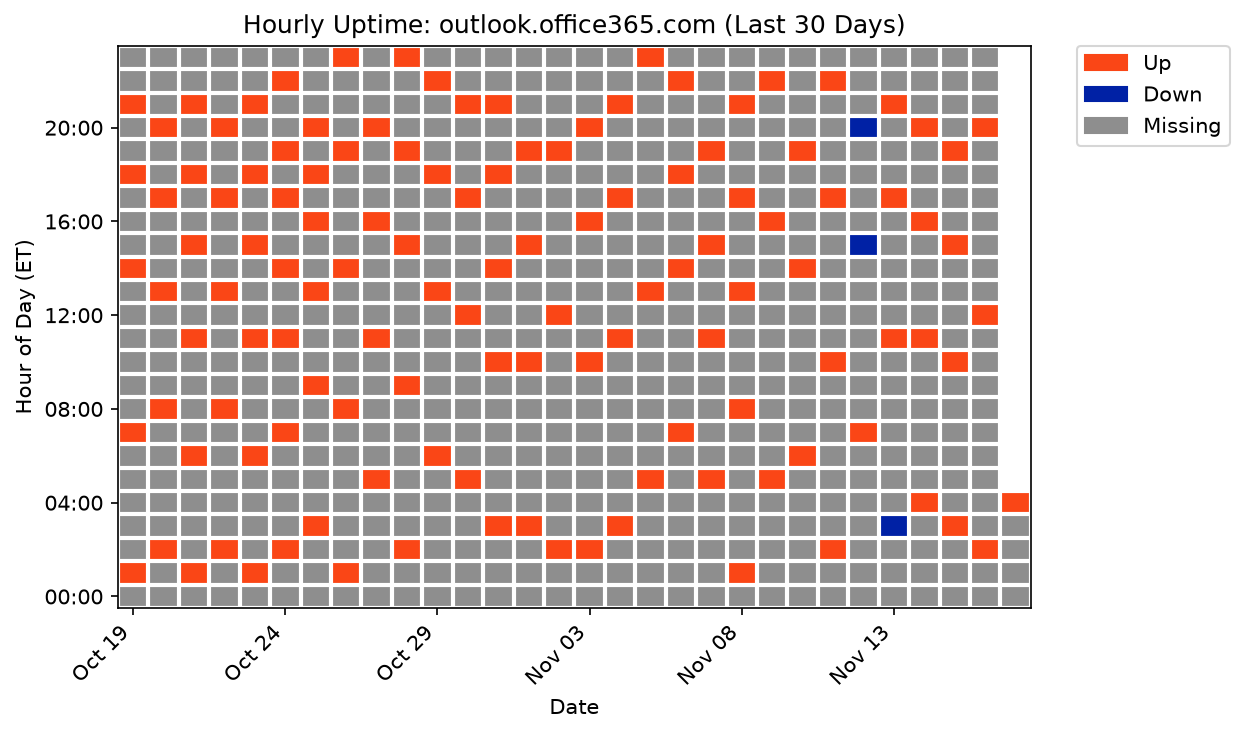 Hourly Uptime: outlook.office365.com (Last 30 Days)
Up
Down
Missing
20:00
16:00
12:00
08:00
04:00
00:00
Hour of Day (ET)
Oct 19
Oct 24
Oct 29
Nov 03
Nov 08
Nov 13
Date